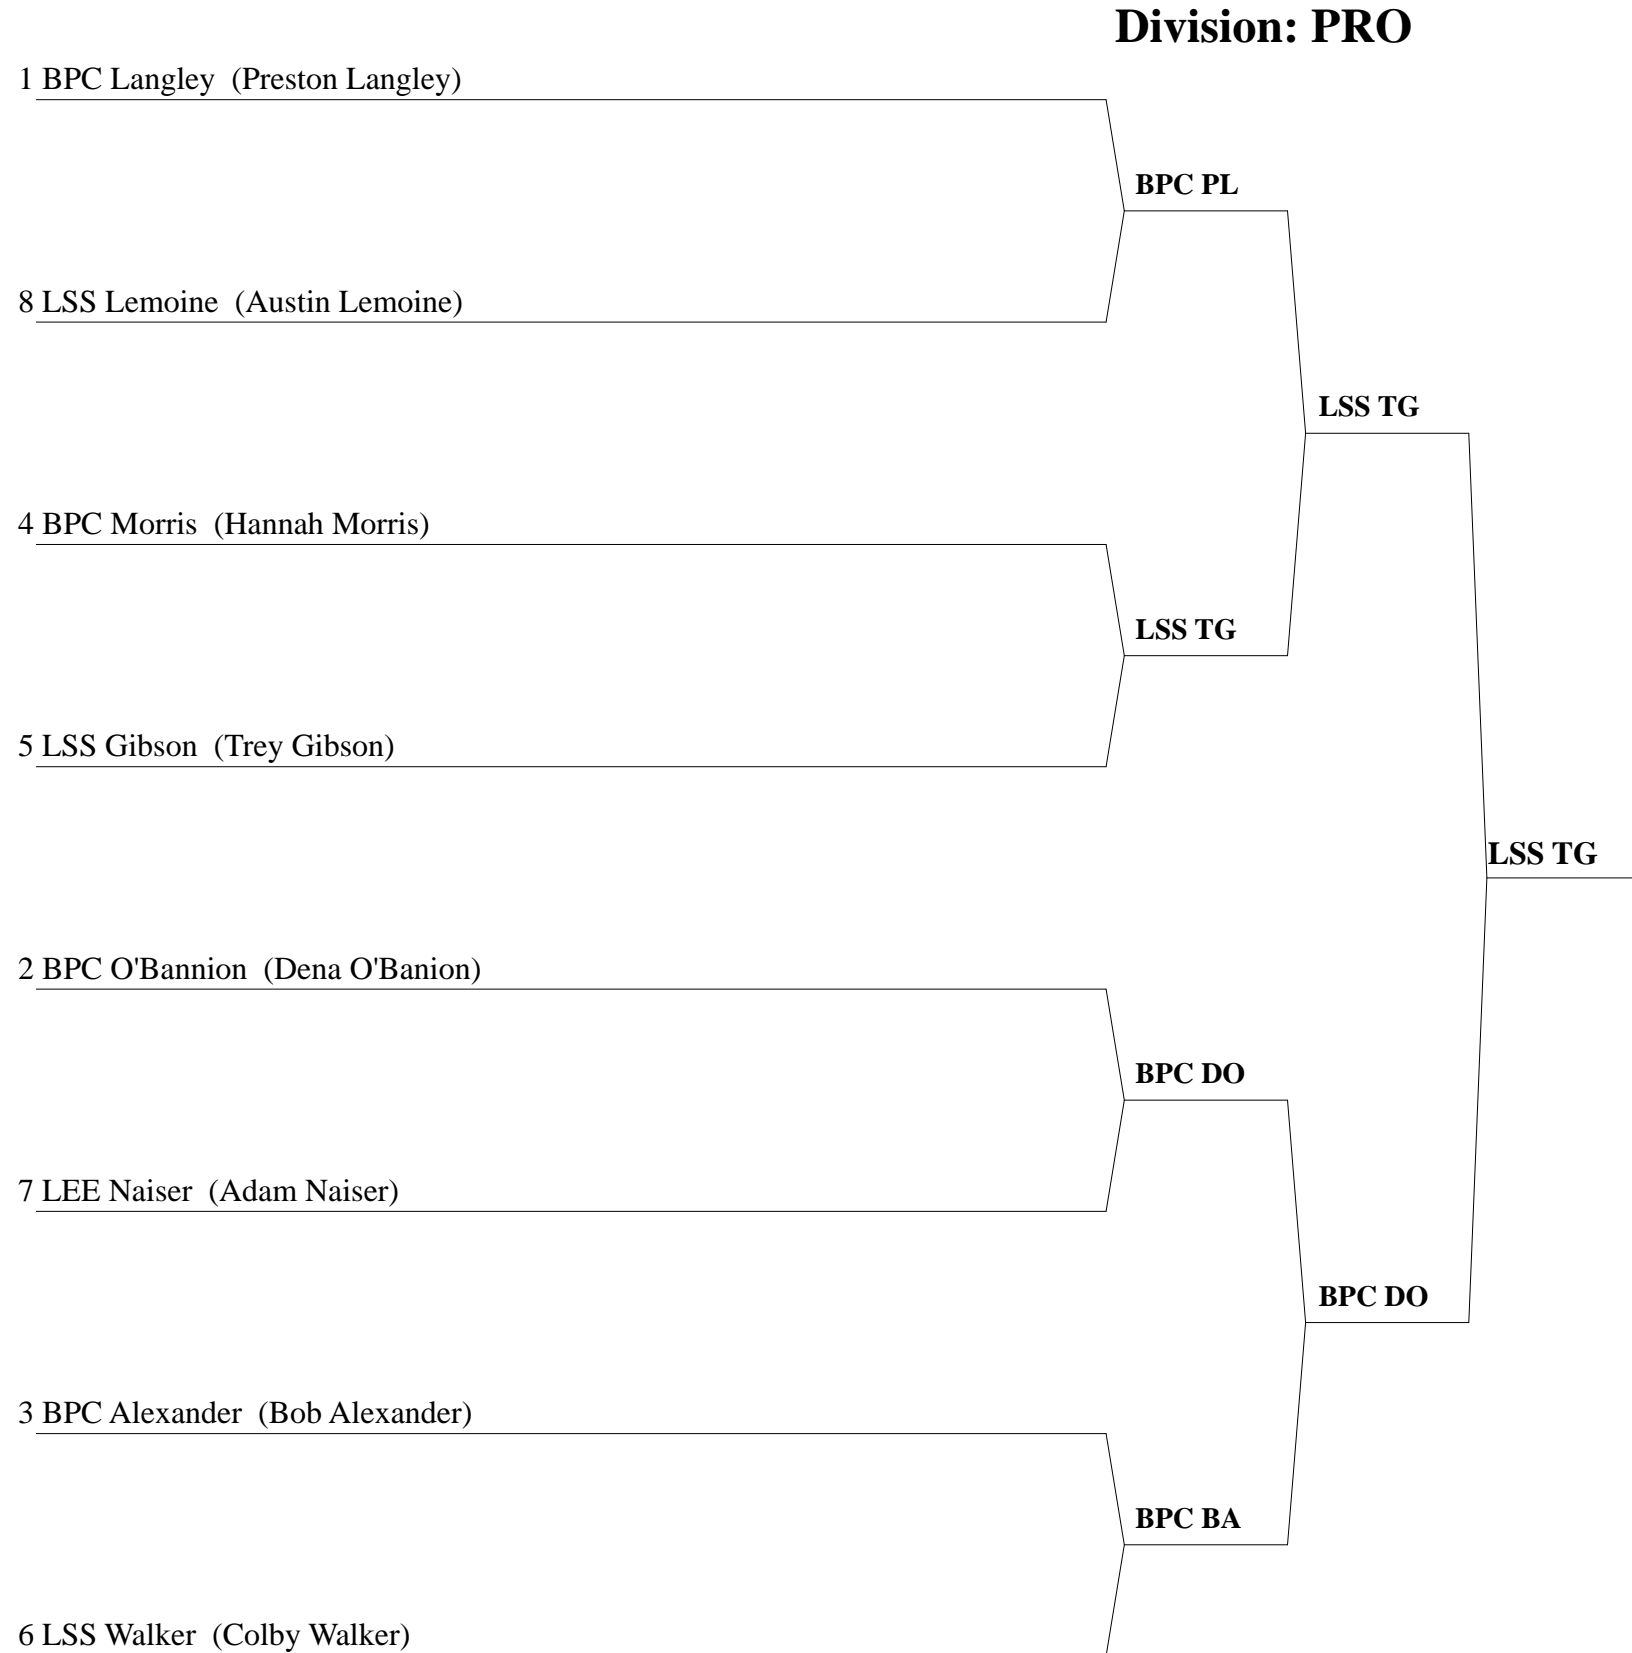 Division: PRO
1 BPC Langley (Preston Langley)
BPC PL
8 LSS Lemoine (Austin Lemoine)
LSS TG
4 BPC Morris (Hannah Morris)
LSS TG
5 LSS Gibson (Trey Gibson)
LSS TG
2 BPC O'Bannion (Dena O'Banion)
BPC DO
7 LEE Naiser (Adam Naiser)
BPC DO
3 BPC Alexander (Bob Alexander)
BPC BA
6 LSS Walker (Colby Walker)